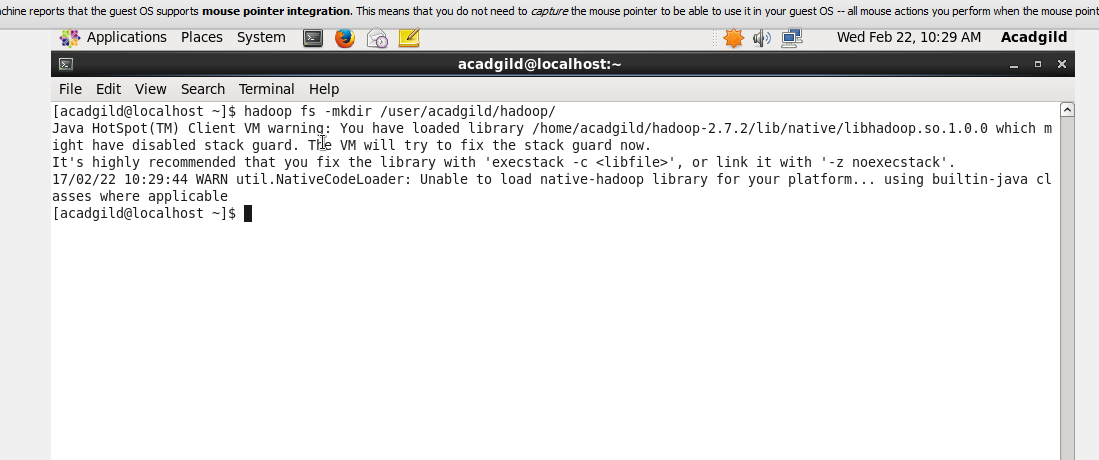 chine reports that the guest OS supports mouse pointer integration. This means that you do not need to capture the mouse pointer to be able to use it in your guest OS -- all mouse actions you perform when the mouse point
Applications Places System Wed Feb 22, 10:29 AM Acadgild
acadgild@localhost:~
File Edit View Search Terminal Help
[acadgild@localhost ~]$ hadoop fs -mkdir /user/acadgild/hadoop/
Java HotSpot(TM) Client VM warning: You have loaded library /home/acadgild/hadoop-2.7.2/lib/native/libhadoop.so.1.0.0 which m
ight have disabled stack guard. The VM will try to fix the stack guard now.
It's highly recommended that you fix the library with 'execstack -c <libfile>', or link it with '-z noexecstack'.
17/02/22 10:29:44 WARN util.NativeCodeLoader: Unable to load native-hadoop library for your platform... using builtin-java cl
asses where applicable
[acadgild@localhost ~]$